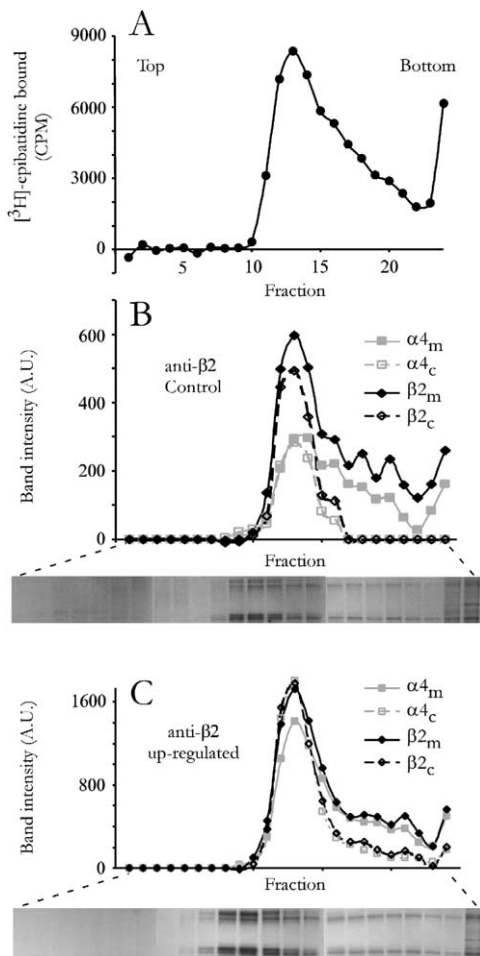 A
Top
Bottom
[³H]-epibatidine bound
(CPM)
9000
6000
3000
0
5
10
15
20
Fraction
B
anti-β2
Control
α4m
α4c
β2m
β2c
Band intensity (A.U.)
600
400
200
0
Fraction
C
anti-β2
up-regulated
α4m
α4c
β2m
β2c
Band intensity (A.U.)
1600
800
400
0
Fraction